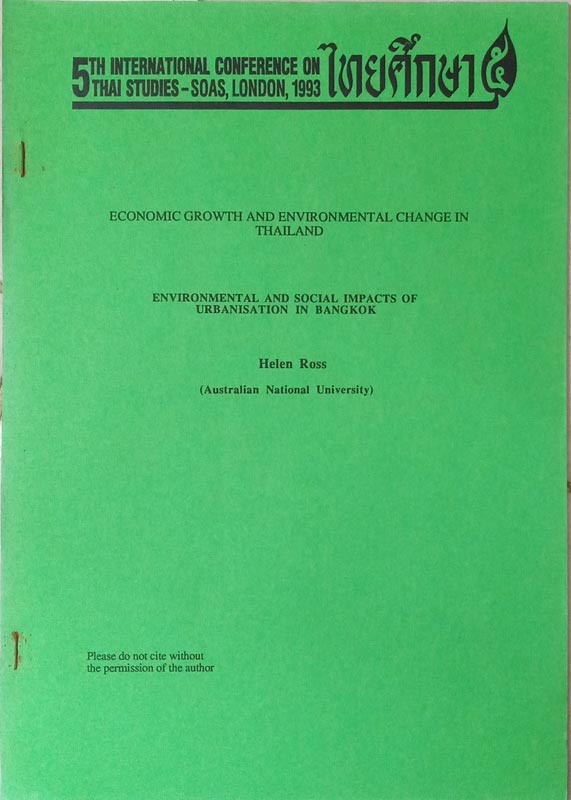 5TH INTERNATIONAL CONFERENCE ON
THAI STUDIES – SOAS, LONDON, 1993
ไทยศึกษา ๕
ECONOMIC GROWTH AND ENVIRONMENTAL CHANGE IN
THAILAND
ENVIRONMENTAL AND SOCIAL IMPACTS OF
URBANISATION IN BANGKOK
Helen Ross
(Australian National University)
Please do not cite without
the permission of the author